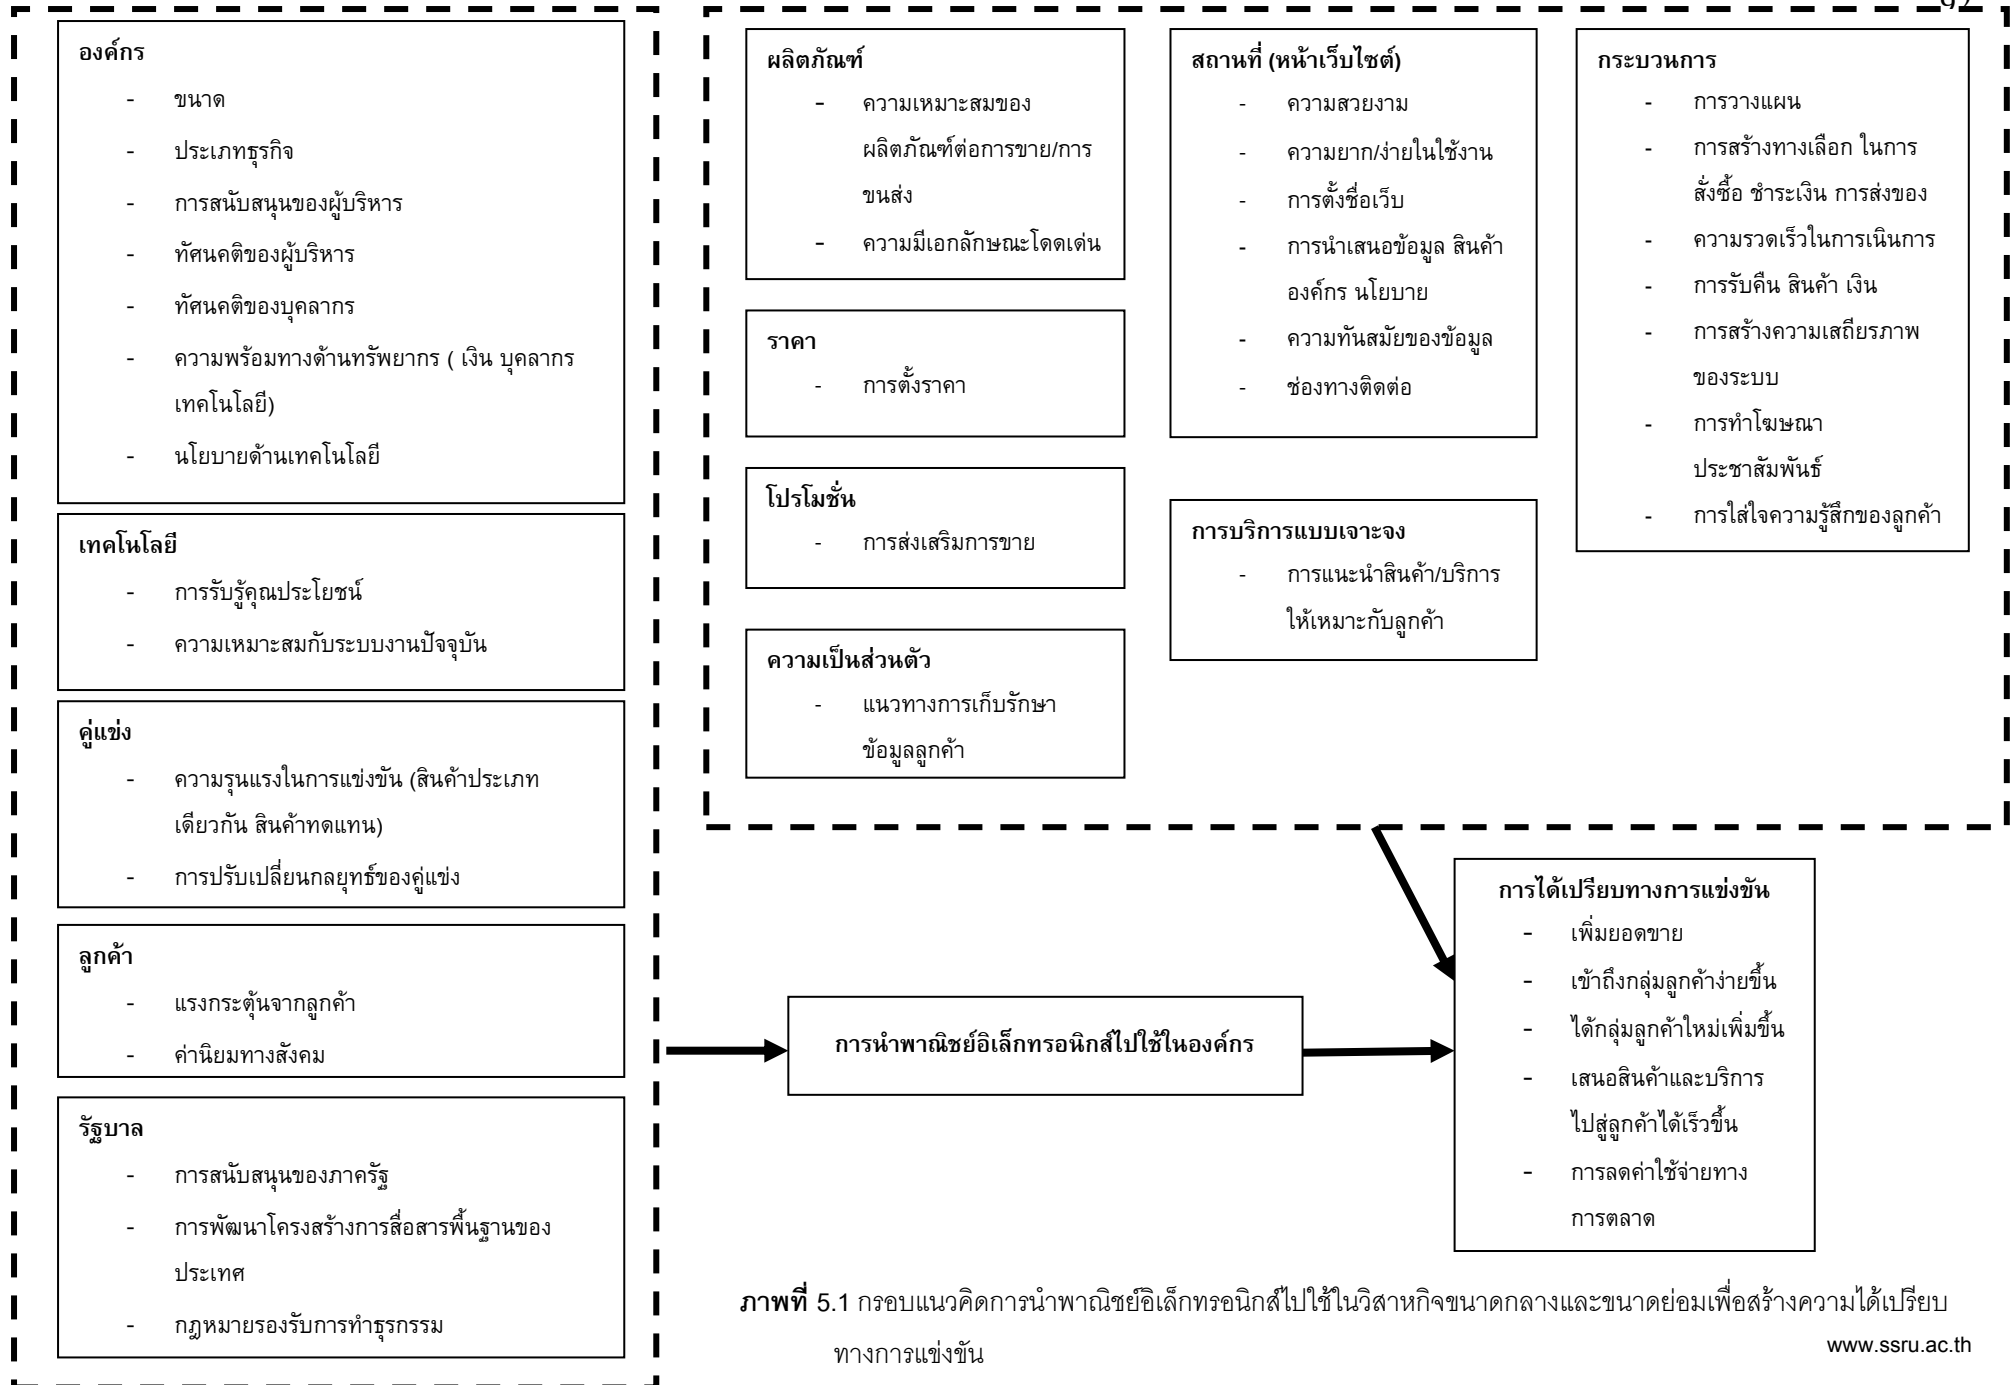 องค์กร
- ขนาด
- ประเภทธุรกิจ
- การสนับสนุนของผู้บริหาร
- ทัศนคติของผู้บริหาร
- ทัศนคติของบุคลากร
- ความพร้อมทางด้านทรัพยากร ( เงิน บุคลากร
เทคโนโลยี)
- นโยบายด้านเทคโนโลยี
เทคโนโลยี
- การรับรู้คุณประโยชน์
- ความเหมาะสมกับระบบงานปัจจุบัน
คู่แข่ง
- ความรุนแรงในการแข่งขัน (สินค้าประเภท
เดียวกัน สินค้าทดแทน)
- การปรับเปลี่ยนกลยุทธ์ของคู่แข่ง
ลูกค้า
- แรงกระตุ้นจากลูกค้า
- ค่านิยมทางสังคม
รัฐบาล
- การสนับสนุนของภาครัฐ
- การพัฒนาโครงสร้างการสื่อสารพื้นฐานของ
ประเทศ
- กฎหมายรองรับการทำธุรกรรม
ผลิตภัณฑ์
- ความเหมาะสมของ
ผลิตภัณฑ์ต่อการขาย/การ
ขนส่ง
- ความมีเอกลักษณะโดดเด่น
ราคา
- การตั้งราคา
โปรโมชั่น
- การส่งเสริมการขาย
ความเป็นส่วนตัว
- แนวทางการเก็บรักษา
ข้อมูลลูกค้า
สถานที่ (หน้าเว็บไซต์)
- ความสวยงาม
- ความยาก/ง่ายในใช้งาน
- การตั้งชื่อเว็บ
- การนำเสนอข้อมูล สินค้า
องค์กร นโยบาย
- ความทันสมัยของข้อมูล
- ช่องทางติดต่อ
การบริการแบบเจาะจง
- การแนะนำสินค้า/บริการ
ให้เหมาะกับลูกค้า
กระบวนการ
- การวางแผน
- การสร้างทางเลือก ในการ
สั่งซื้อ ชำระเงิน การส่งของ
- ความรวดเร็วในการเนินการ
- การรับคืน สินค้า เงิน
- การสร้างความเสถียรภาพ
ของระบบ
- การทำโฆษณา
ประชาสัมพันธ์
- การใส่ใจความรู้สึกของลูกค้า
การนำพาณิชย์อิเล็กทรอนิกส์ไปใช้ในองค์กร
การได้เปรียบทางการแข่งขัน
- เพิ่มยอดขาย
- เข้าถึงกลุ่มลูกค้าง่ายขึ้น
- ได้กลุ่มลูกค้าใหม่เพิ่มขึ้น
- เสนอสินค้าและบริการ
ไปสู่ลูกค้าได้เร็วขึ้น
- การลดค่าใช้จ่ายทาง
การตลาด
ภาพที่ 5.1 กรอบแนวคิดการนำพาณิชย์อิเล็กทรอนิกส์ไปใช้ในวิสาหกิจขนาดกลางและขนาดย่อมเพื่อสร้างความได้เปรียบ
ทางการแข่งขัน
www.ssru.ac.th